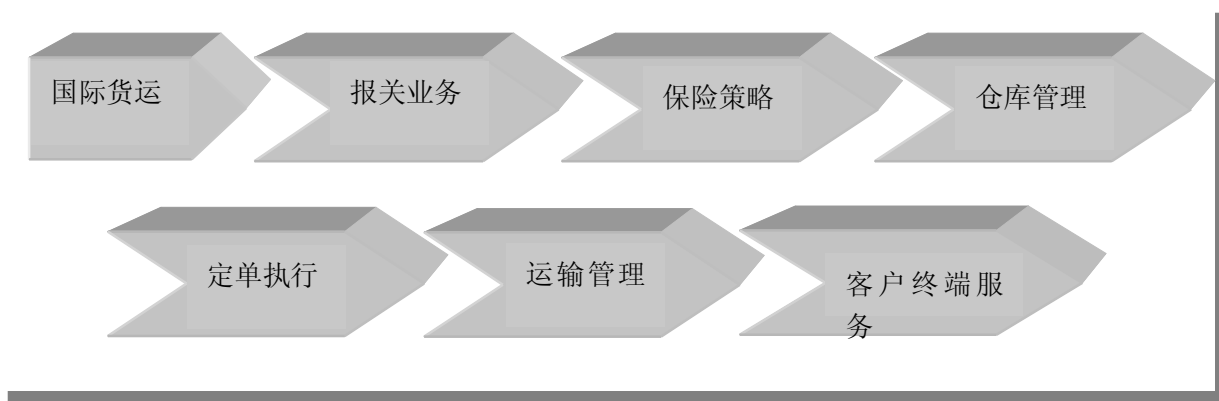 国际货运
报关业务
保险策略
仓库管理
定单执行
运输管理
客户终端服
务